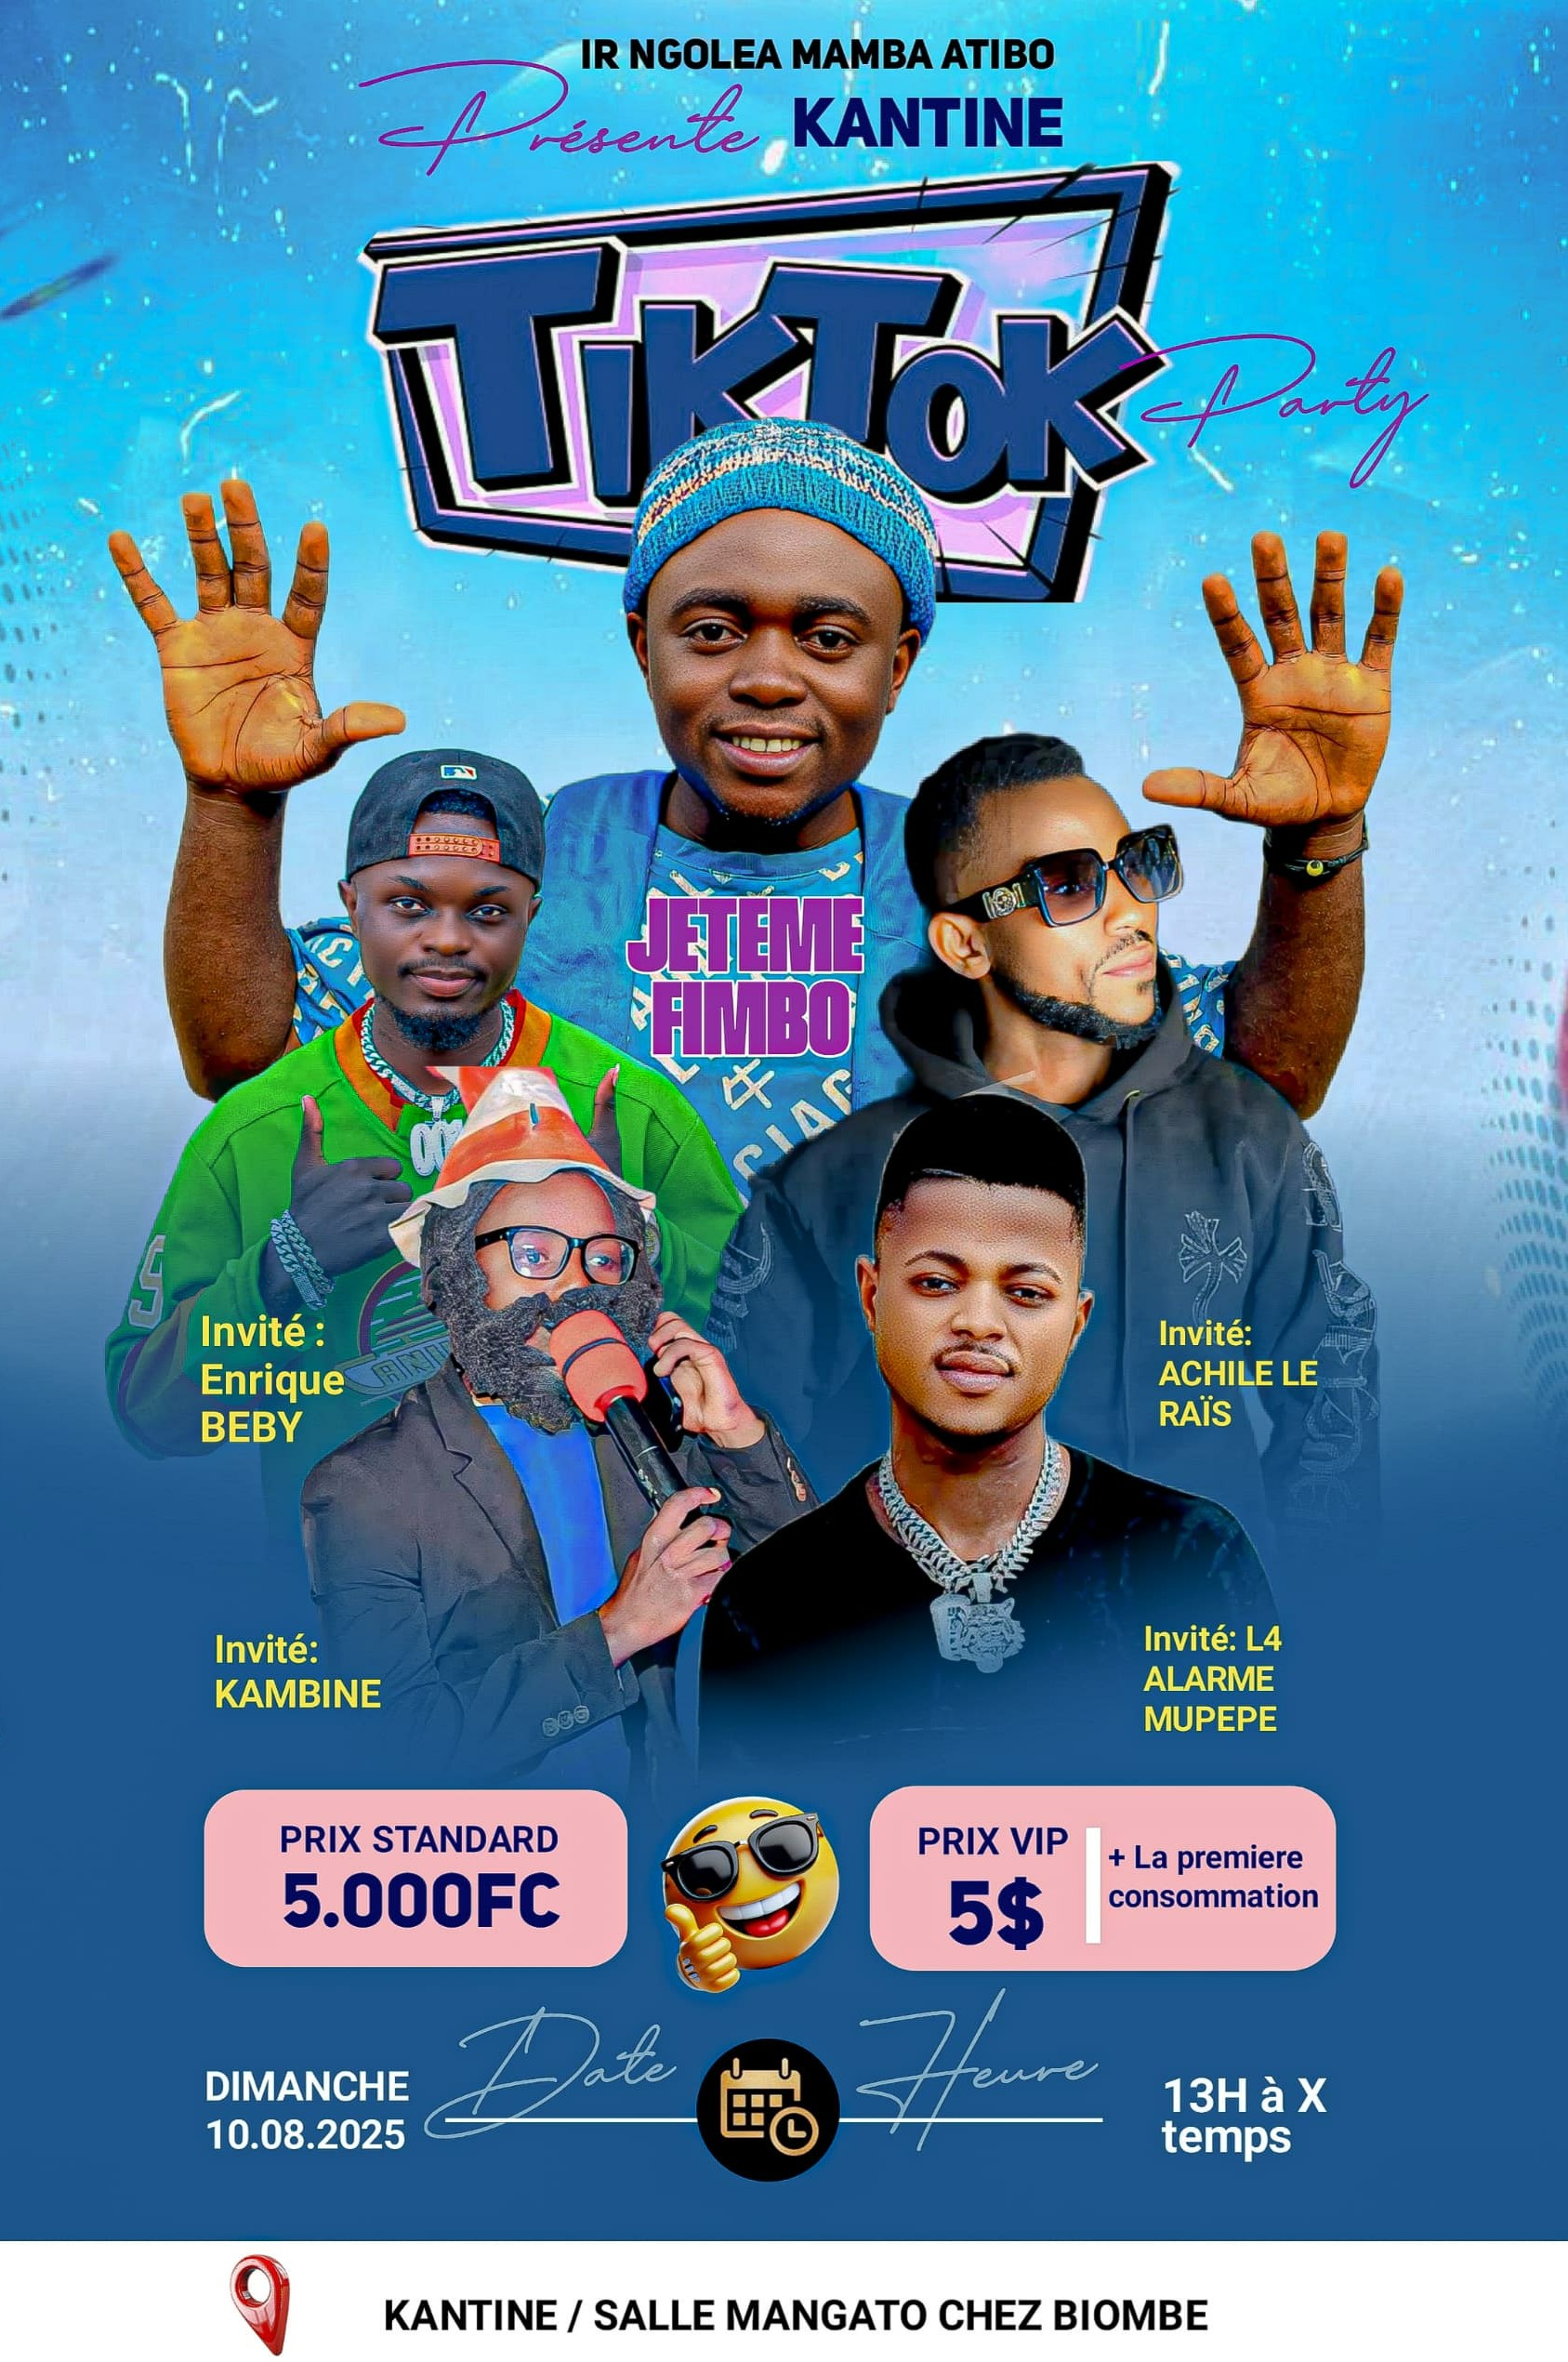 IR NGOLEA MAMBA ATIBO
Présente KANTINE
TikTok
Party
JETEME
FIMBO
Invité :
Enrique
BEBY
Invité:
ACHILE LE
RAÏS
Invité:
KAMBINE
Invité: L4
ALARME
MUPEPE
PRIX STANDARD
5.000FC
PRIX VIP
5$
+ La premiere
consommation
Date
Heure
DIMANCHE
10.08.2025
13H à X
temps
KANTINE / SALLE MANGATO CHEZ BIOMBE